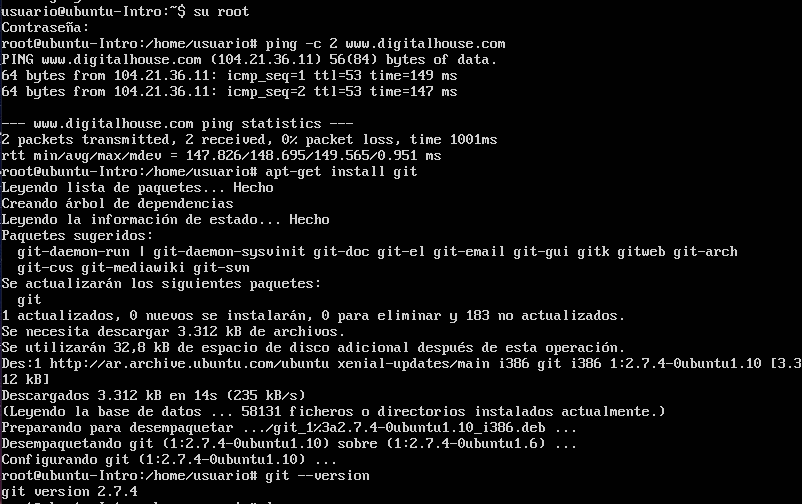 usuario@ubuntu-Intro:~$ su root
Contraseña:
root@ubuntu-Intro:/home/usuario# ping -c 2 www.digitalhouse.com
PING www.digitalhouse.com (104.21.36.11) 56(84) bytes of data.
64 bytes from 104.21.36.11: icmp_seq=1 ttl=53 time=149 ms
64 bytes from 104.21.36.11: icmp_seq=2 ttl=53 time=147 ms
--- www.digitalhouse.com ping statistics ---
2 packets transmitted, 2 received, 0% packet loss, time 1001ms
rtt min/avg/max/mdev = 147.826/148.695/149.565/0.951 ms
root@ubuntu-Intro:/home/usuario# apt-get install git
Leyendo lista de paquetes... Hecho
Creando árbol de dependencias
Leyendo la información de estado... Hecho
Paquetes sugeridos:
git-daemon-run | git-daemon-sysvinit git-doc git-el git-email git-gui gitk gitweb git-arch
git-cvs git-mediawiki git-svn
Se actualizarán los siguientes paquetes:
git
1 actualizados, 0 nuevos se instalarán, 0 para eliminar y 183 no actualizados.
Se necesita descargar 3.312 kB de archivos.
Se utilizarán 32,8 kB de espacio de disco adicional después de esta operación.
Des:1 http://ar.archive.ubuntu.com/ubuntu xenial-updates/main i386 git i386 1:2.7.4-0ubuntu1.10 [3.3
12 kB]
Descargados 3.312 kB en 14s (235 kB/s)
(Leyendo la base de datos ... 58131 ficheros o directorios instalados actualmente.)
Preparando para desempaquetar .../git_1%3a2.7.4-0ubuntu1.10_i386.deb ...
Desempaquetando git (1:2.7.4-0ubuntu1.10) sobre (1:2.7.4-0ubuntu1.6) ...
Configurando git (1:2.7.4-0ubuntu1.10) ...
root@ubuntu-Intro:/home/usuario# git --version
git version 2.7.4